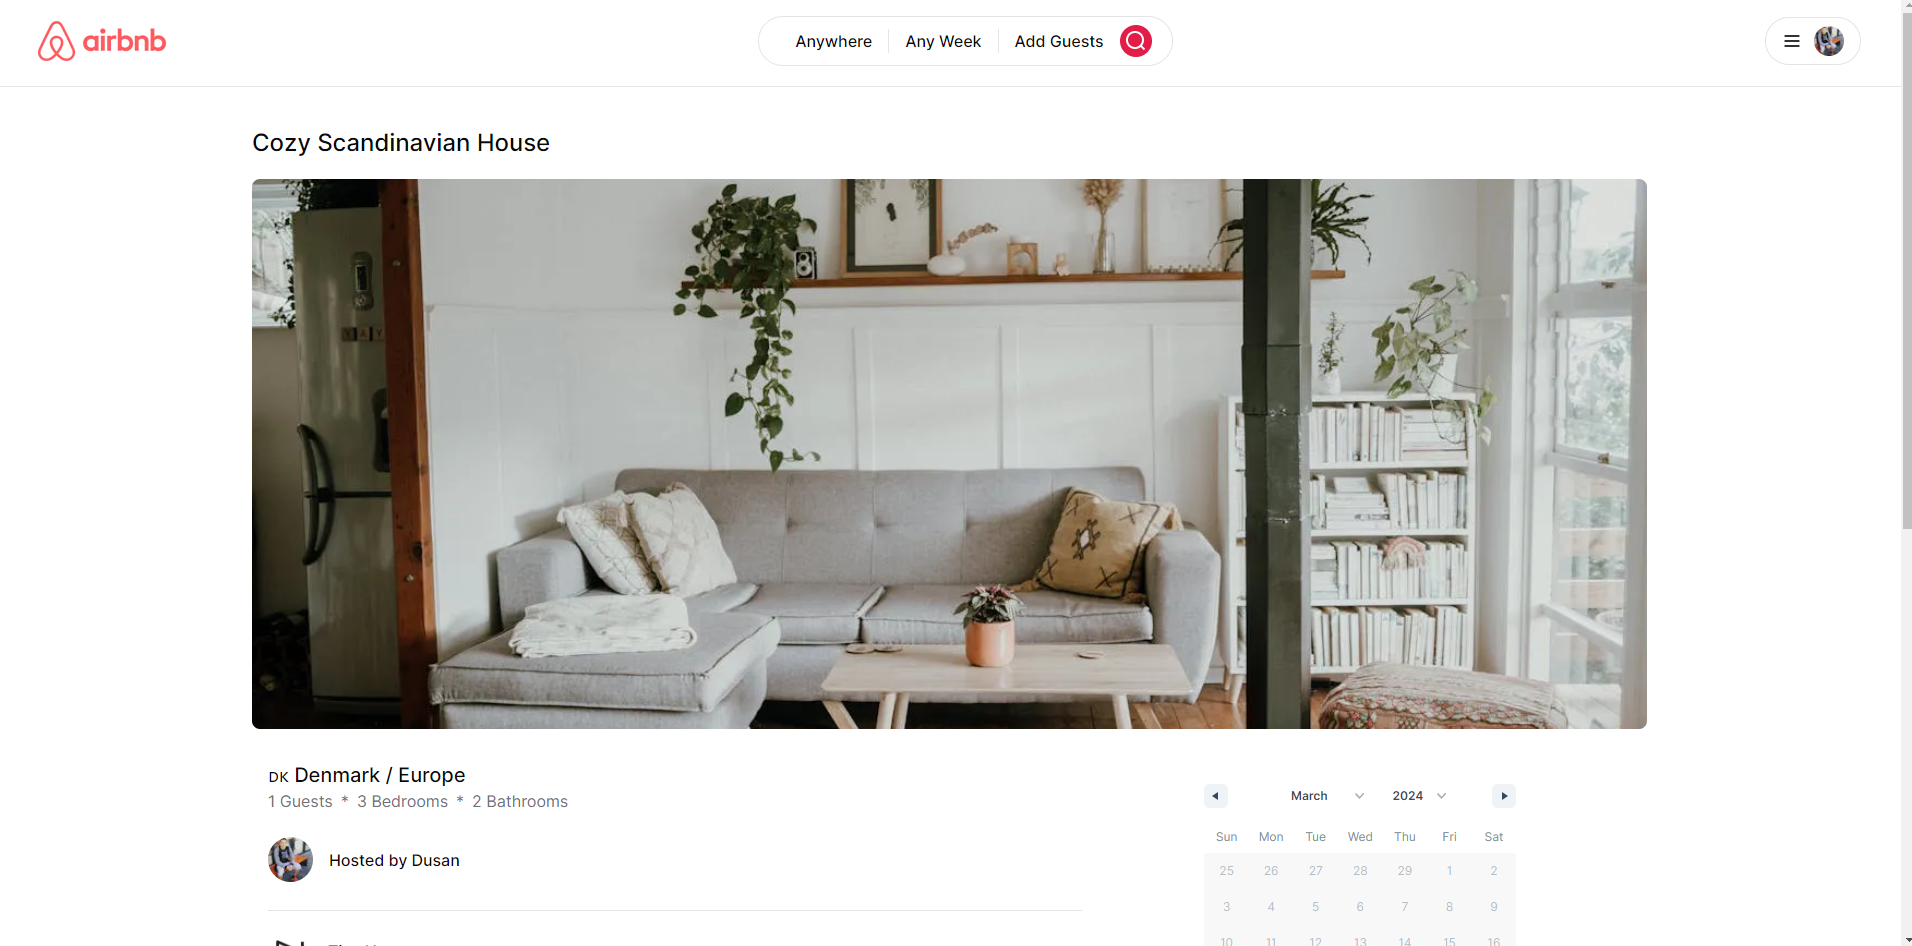 airbnb
Anywhere
Any Week
Add Guests
Cozy Scandinavian House
YAY
DK Denmark / Europe
1 Guests * 3 Bedrooms * 2 Bathrooms
Hosted by Dusan
March 2024
Sun Mon Tue Wed Thu Fri Sat
25 26 27 28 29 1 2
3 4 5 6 7 8 9
10 11 12 13 14 15 16